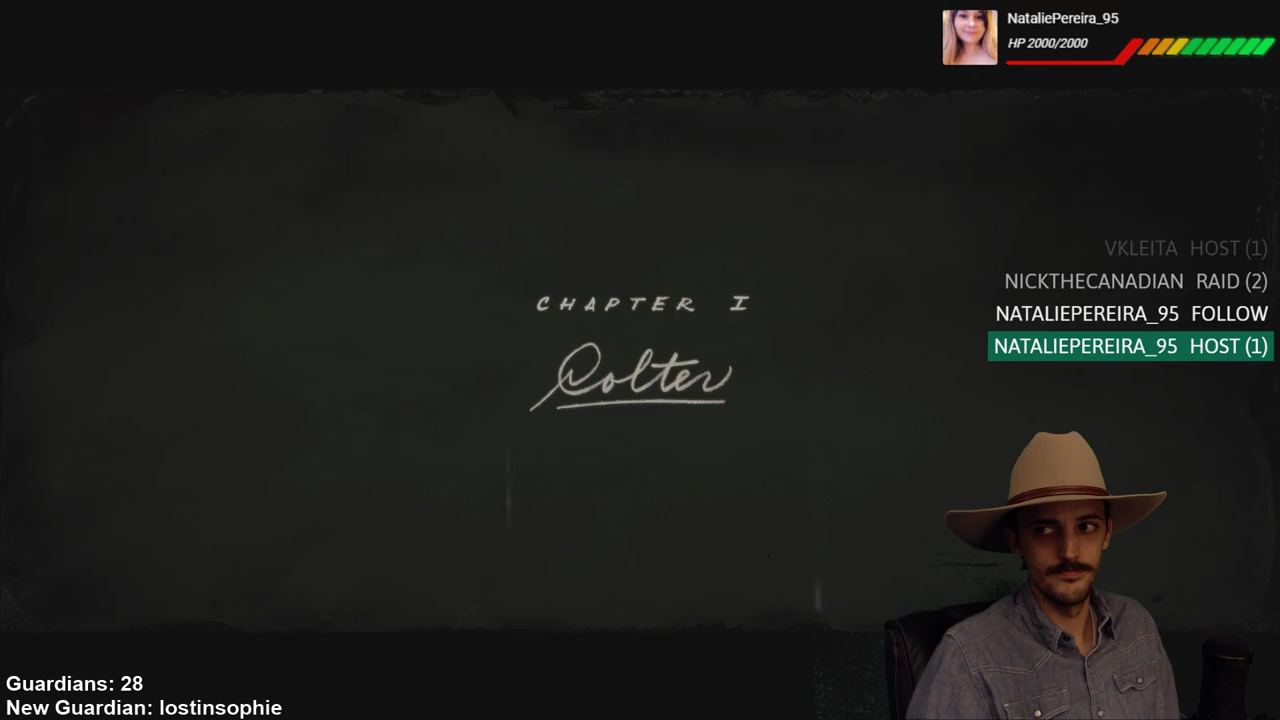 NataliePereira_95
HP 2000/2000
VKLEITA HOST (1)
NICKTHECANADIAN RAID (2)
NATALIEPEREIRA_95 FOLLOW
NATALIEPEREIRA_95 HOST (1)
CHAPTER I
Colter
Guardians: 28
New Guardian: lostinsophie